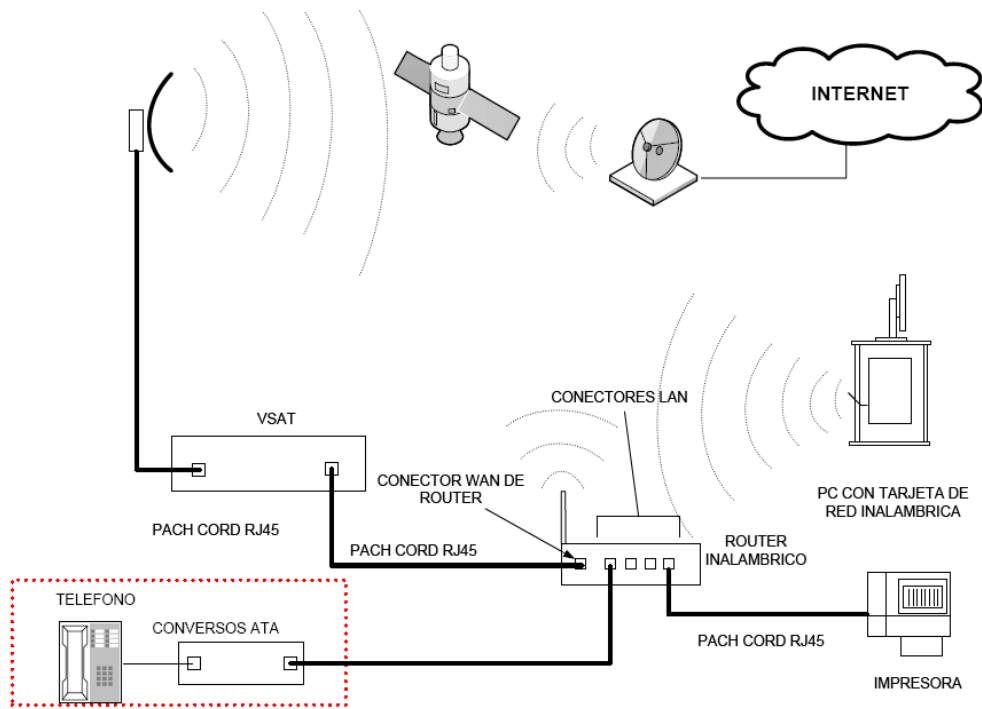 INTERNET
CONECTORES LAN
VSAT
CONECTOR WAN DE
ROUTER
PC CON TARJETA DE
RED INALAMBRICA
PACH CORD RJ45
PACH CORD RJ45
ROUTER
INALAMBRICO
TELEFONO
CONVERSOS ATA
PACH CORD RJ45
IMPRESORA